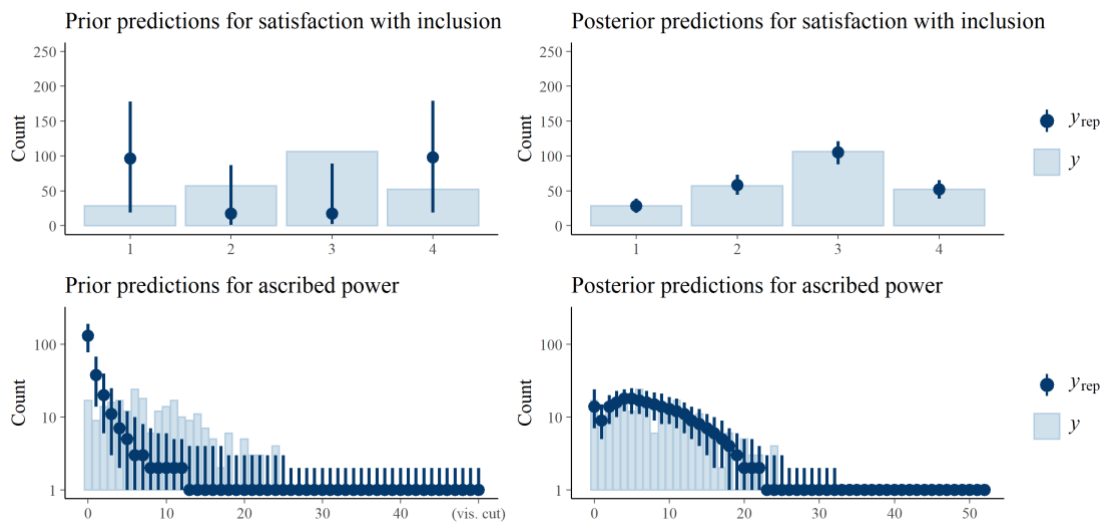 Prior predictions for satisfaction with inclusion
Posterior predictions for satisfaction with inclusion
250
200
150
100
50
0
Count
1 2 3 4
250
200
150
100
50
0
Count
1 2 3 4
yrep
y
Prior predictions for ascribed power
Posterior predictions for ascribed power
100
10
1
Count
0 10 20 30 40 (vis. cut)
100
10
1
Count
0 10 20 30 40 50
yrep
y